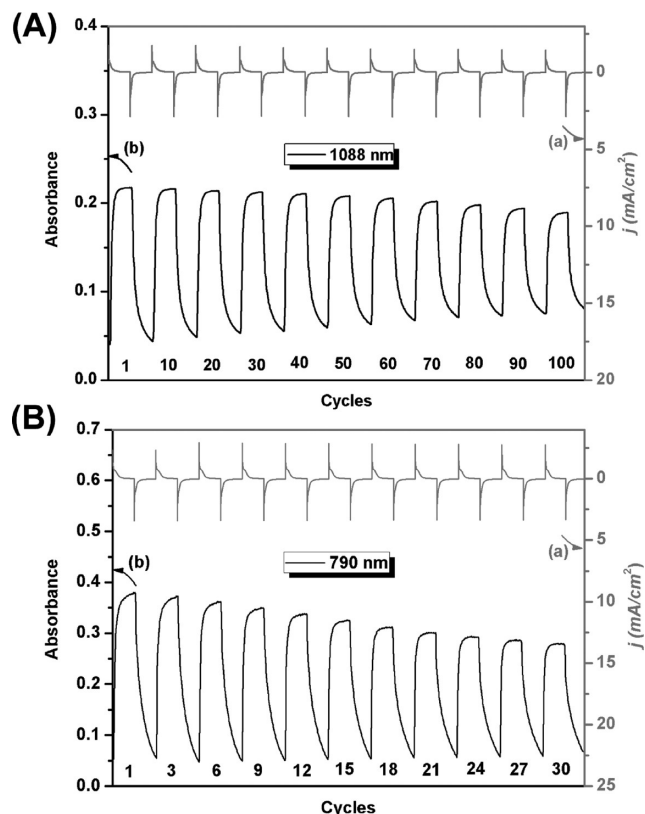 (A)
0.4
0.3
0.2
0.1
0.0
Absorbance
(b)
1088 nm
(a)
0
5
10
15
20
j (mA/cm²)
1 10 20 30 40 50 60 70 80 90 100
Cycles
(B)
0.7
0.6
0.5
0.4
0.3
0.2
0.1
0.0
Absorbance
(b)
790 nm
(a)
0
5
10
15
20
25
j (mA/cm²)
1 3 6 9 12 15 18 21 24 27 30
Cycles